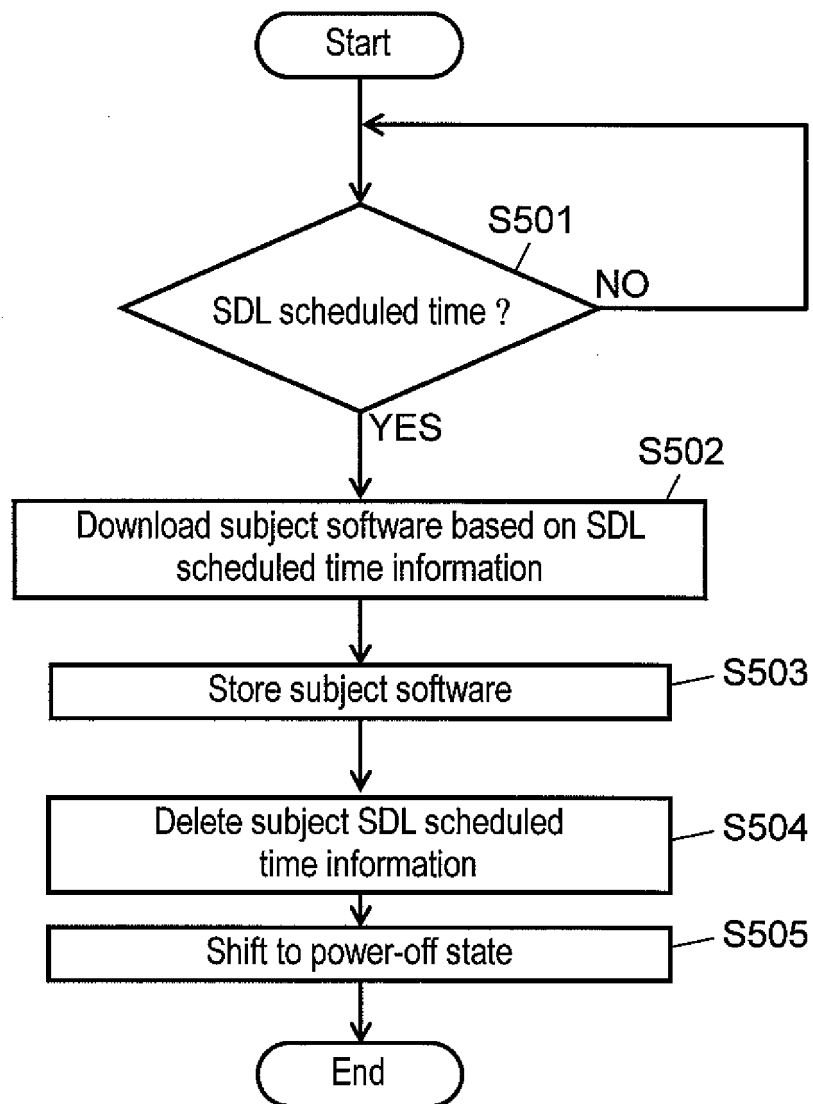 Start
S501
SDL scheduled time ?
NO
YES
S502
Download subject software based on SDL
scheduled time information
Store subject software
S503
Delete subject SDL scheduled
time information
S504
Shift to power-off state
S505
End